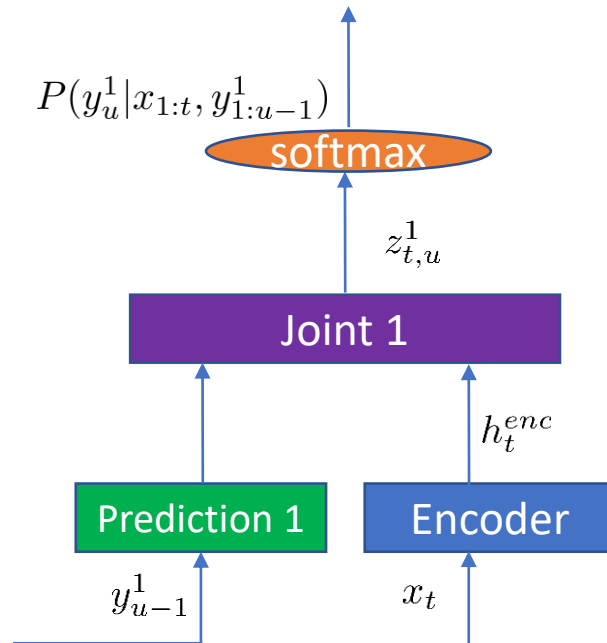 P(y_u^1|x_{1:t}, y_{1:u-1}^1)
softmax
z_{t,u}^1
Joint 1
h_t^{enc}
Prediction 1
Encoder
y_{u-1}^1
x_t